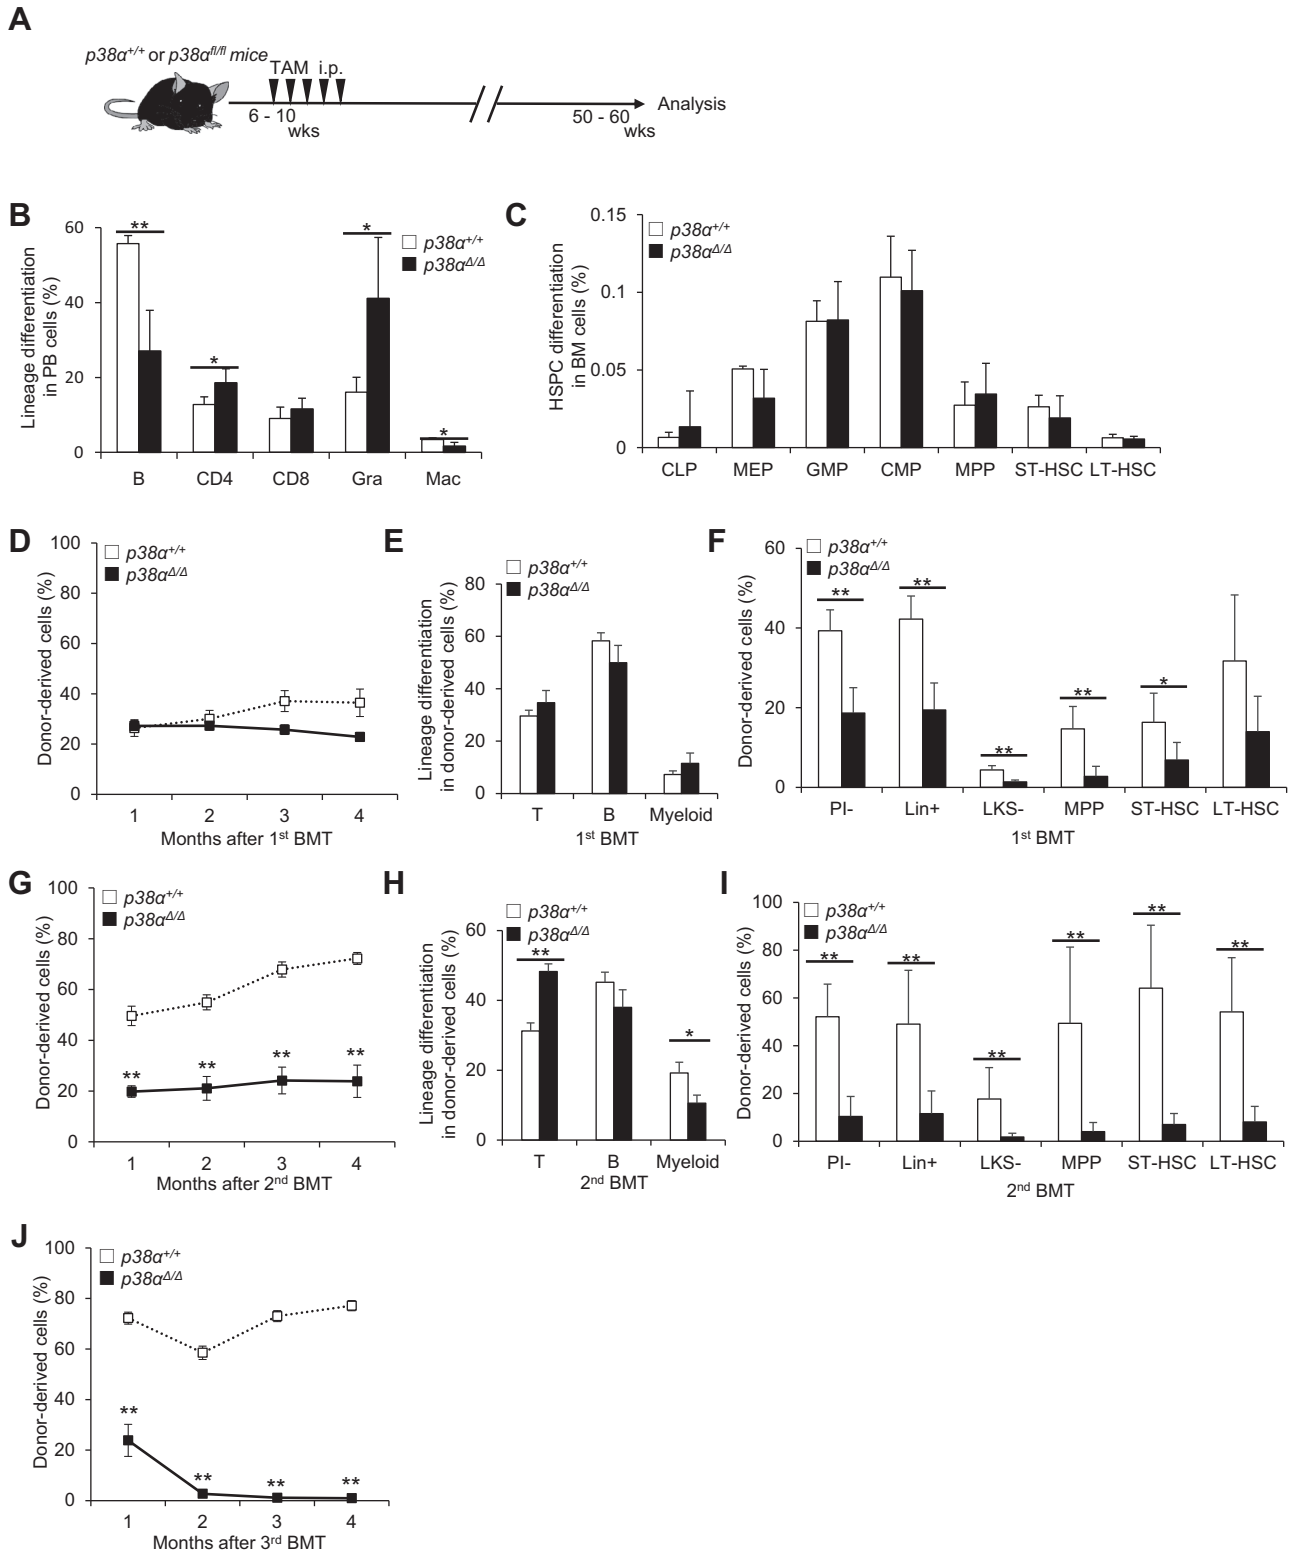 A
p38α+/+ or p38αfl/fl mice
TAM i.p.
6 - 10
wks
50 - 60
wks
Analysis
B
Lineage differentiation
in PB cells (%)
60
40
20
0
**
*
*
*
p38α+/+
p38αΔ/Δ
B CD4 CD8 Gra Mac
C
HSPC differentiation
in BM cells (%)
0.15
0.1
0.05
0
p38α+/+
p38αΔ/Δ
CLP MEP GMP CMP MPP ST-HSC LT-HSC
D
Donor-derived cells (%)
100
80
60
40
20
0
p38α+/+
p38αΔ/Δ
1 2 3 4
Months after 1st BMT
E
Lineage differentiation
in donor-derived cells (%)
80
60
40
20
0
p38α+/+
p38αΔ/Δ
T B Myeloid
1st BMT
F
Donor-derived cells (%)
60
40
20
0
p38α+/+
p38αΔ/Δ
**
**
**
**
*
PI- Lin+ LKS- MPP ST-HSC LT-HSC
1st BMT
G
Donor-derived cells (%)
100
80
60
40
20
0
p38α+/+
p38αΔ/Δ
** ** ** **
1 2 3 4
Months after 2nd BMT
H
Lineage differentiation
in donor-derived cells (%)
60
40
20
0
p38α+/+
p38αΔ/Δ
**
*
T B Myeloid
2nd BMT
I
Donor-derived cells (%)
100
80
60
40
20
0
p38α+/+
p38αΔ/Δ
**
**
**
**
**
**
PI- Lin+ LKS- MPP ST-HSC LT-HSC
2nd BMT
J
Donor-derived cells (%)
100
80
60
40
20
0
p38α+/+
p38αΔ/Δ
**
** ** **
1 2 3 4
Months after 3rd BMT